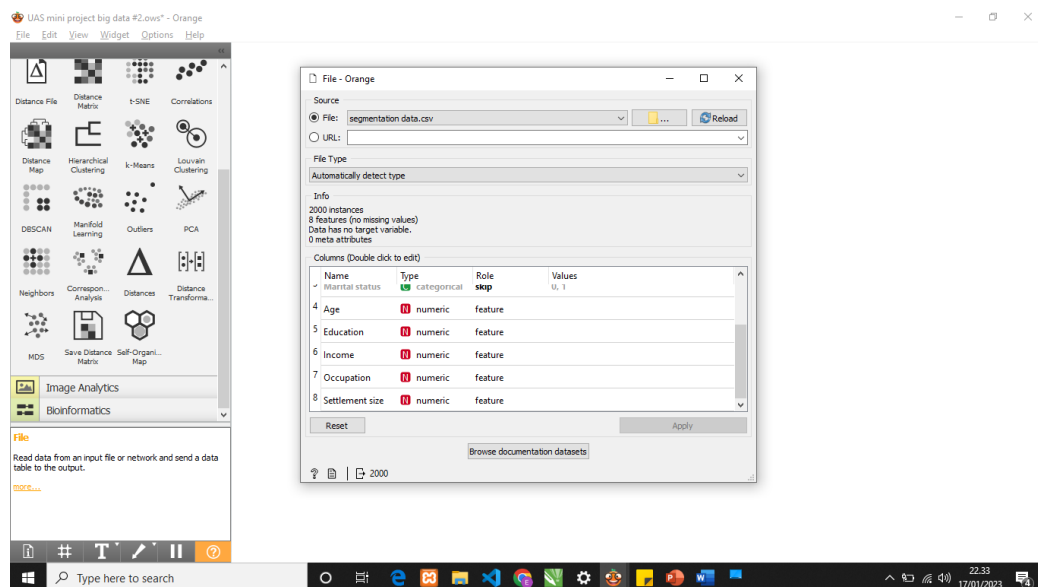 UAS mini project big data #2.ows* - Orange
File Edit View Widget Options Help
Distance File
Distance Matrix
t-SNE
Correlations
Distance Map
Hierarchical Clustering
k-Means
Louvain Clustering
DBSCAN
Manifold Learning
Outliers
PCA
Neighbors
Correspon... Analysis
Distances
Distance Transforma...
MDS
Save Distance Matrix
Self-Organi... Map
Image Analytics
Bioinformatics
File
Read data from an input file or network and send a data
table to the output.
more...
File - Orange
Source
File: segmentation data.csv ... Reload
URL:
File Type
Automatically detect type
Info
2000 instances
8 features (no missing values)
Data has no target variable.
0 meta attributes
Columns (Double click to edit)
Name Type Role Values
Marital status C categorical skip 0, 1
4 Age N numeric feature
5 Education N numeric feature
6 Income N numeric feature
7 Occupation N numeric feature
8 Settlement size N numeric feature
Reset Apply
Browse documentation datasets
? 2000
Type here to search
22.33
17/01/2023
4